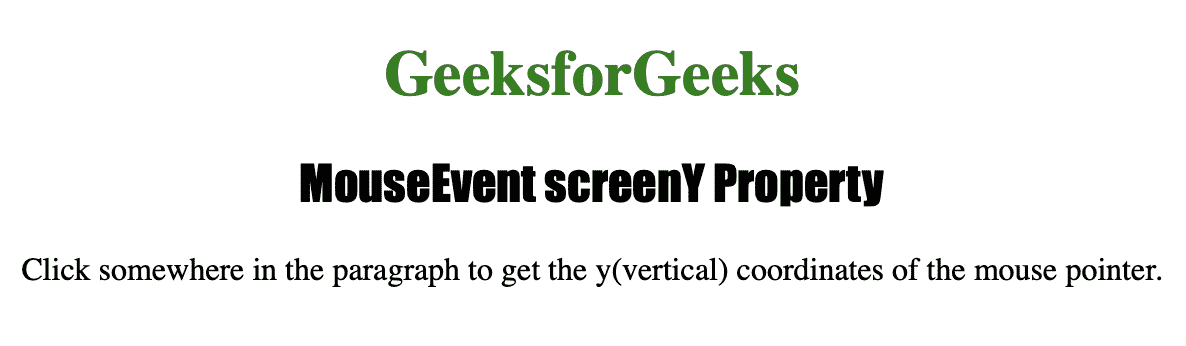 GeeksforGeeks
MouseEvent screenY Property
Click somewhere in the paragraph to get the y(vertical) coordinates of the mouse pointer.